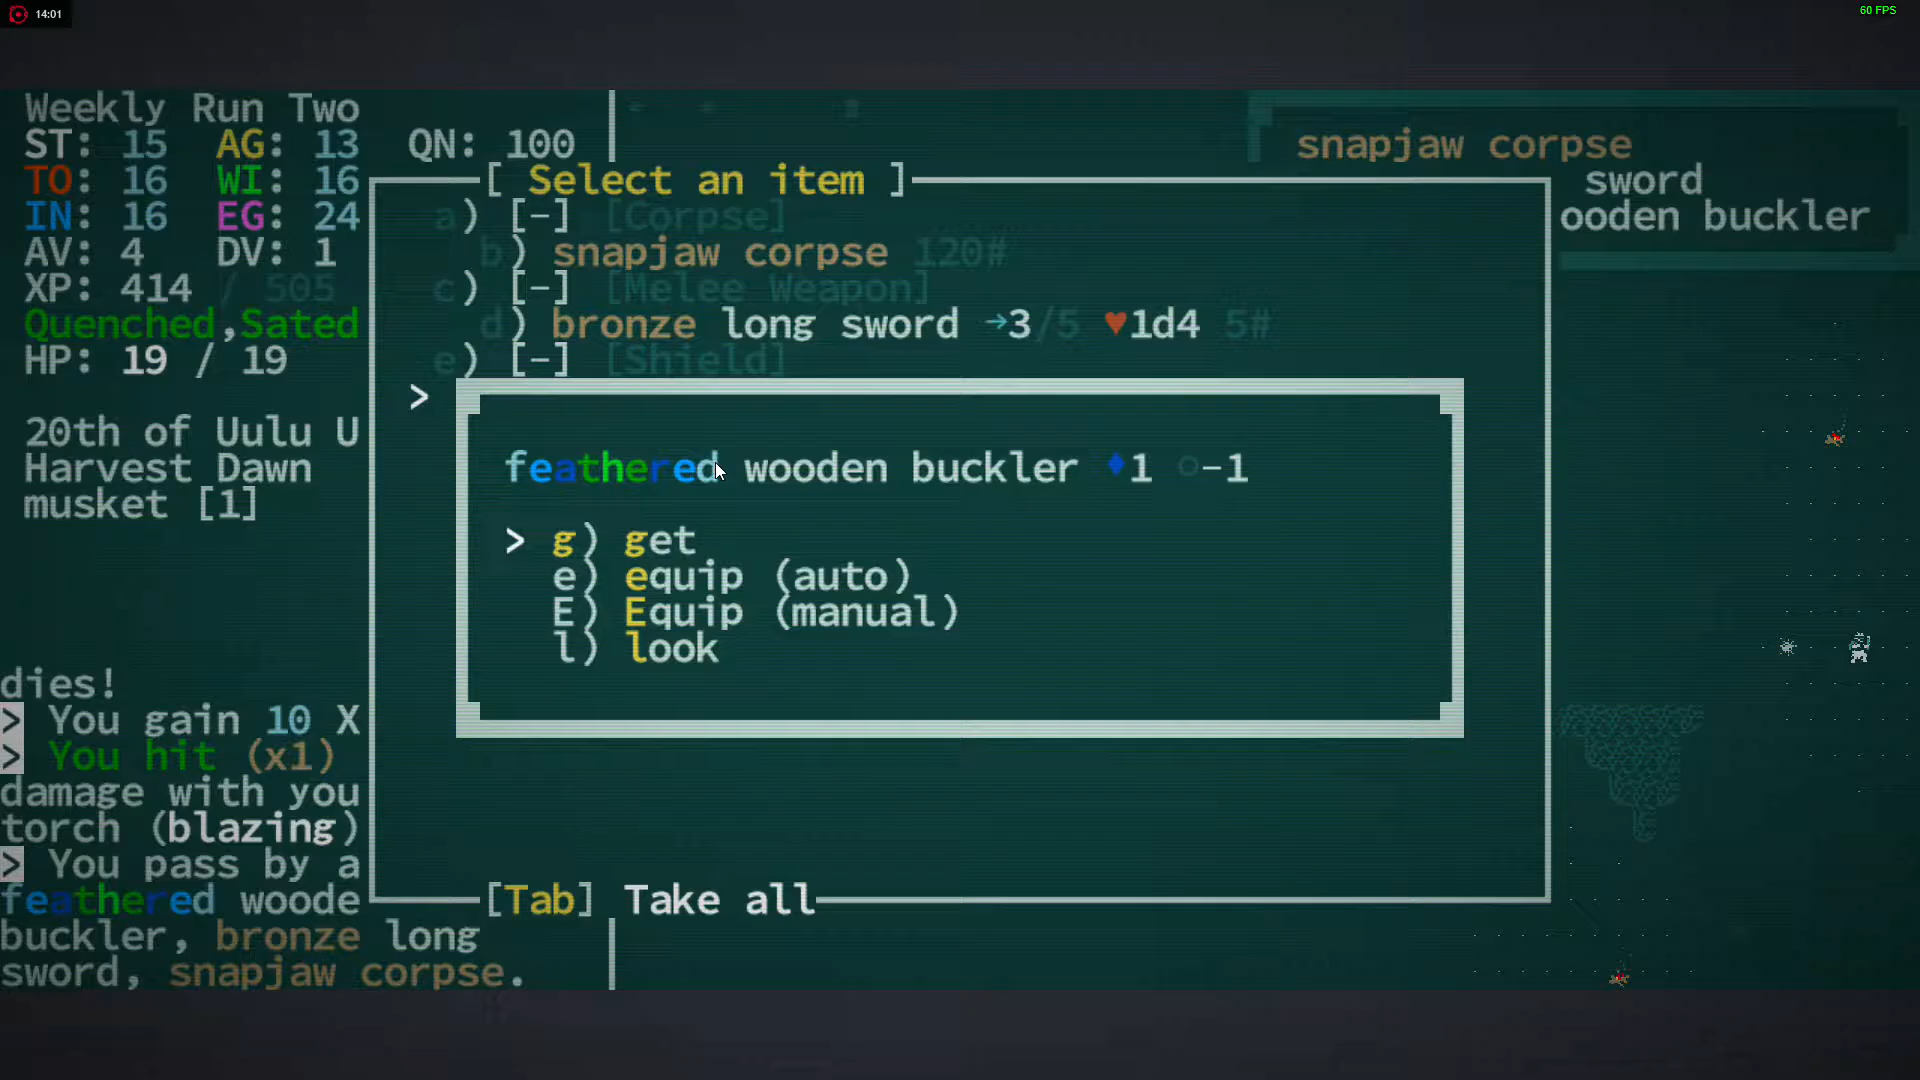 14:01
60 FPS
Weekly Run Two
ST: 15 AG: 13 QN: 100
TO: 16 WI: 16
IN: 16 EG: 24
AV: 4 DV: 1
XP: 414 / 505
Quenched,Sated
HP: 19 / 19
20th of Uulu U
Harvest Dawn
musket [1]
dies!
> You gain 10 X
> You hit (x1)
damage with you
torch (blazing)
> You pass by a
feathered woode
buckler, bronze long
sword, snapjaw corpse.
[ Select an item ]
a) [-] [Corpse]
b) snapjaw corpse 120#
c) [-] [Melee Weapon]
d) bronze long sword →3/5 ♥1d4 5#
e) [-] [Shield]
>
feathered wooden buckler ♦1 ○-1
> g) get
e) equip (auto)
E) Equip (manual)
l) look
[Tab] Take all
snapjaw corpse
sword
ooden buckler